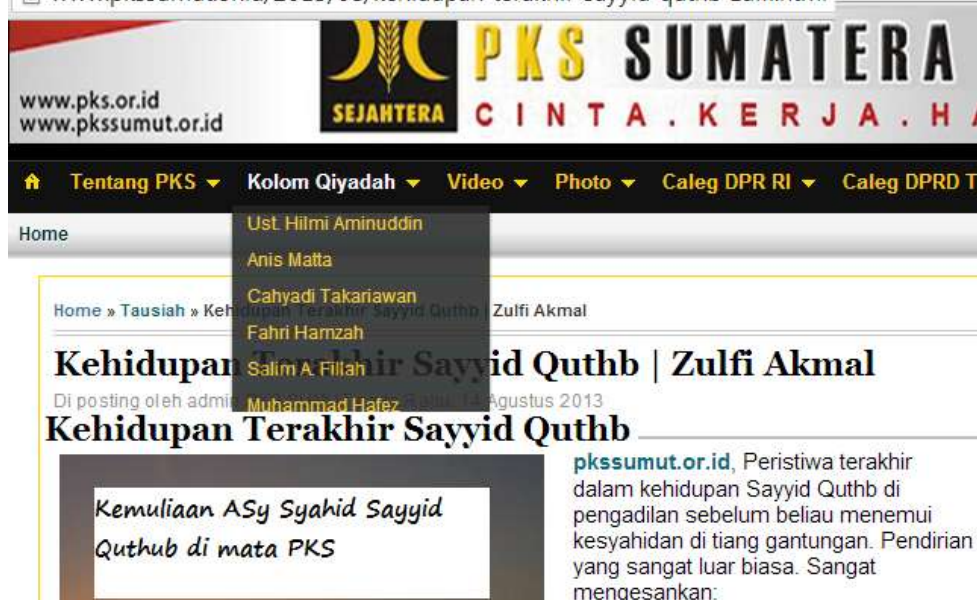 www.pks.or.id
www.pkssumut.or.id
SEJAHTERA
PKS SUMATERA
CINTA.KERJA.HA
Tentang PKS Kolom Qiyadah Video Photo Caleg DPR RI Caleg DPRD T
Ust. Hilmi Aminuddin
Anis Matta
Cahyadi Takariawan
Fahri Hamzah
Salim A. Fillah
Muhammad Hafez
Home
Home » Tausiah » Kehidupan Terakhir Sayyid Quthb | Zulfi Akmal
Kehidupan Terakhir Sayyid Quthb | Zulfi Akmal
Di posting oleh admin 14 Agustus 2013
Kehidupan Terakhir Sayyid Quthb
Kemuliaan ASy Syahid Sayyid
Quthub di mata PKS
pkssumut.or.id, Peristiwa terakhir
dalam kehidupan Sayyid Quthb di
pengadilan sebelum beliau menemui
kesyahidan di tiang gantungan. Pendirian
yang sangat luar biasa. Sangat
mengesankan: